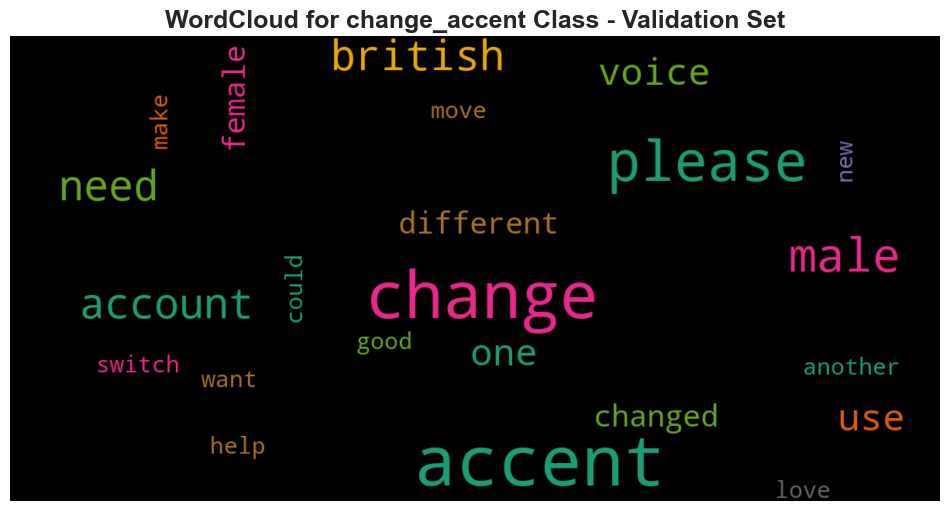 WordCloud for change_accent Class - Validation Set
british
female
voice
make
move
please
new
need
different
male
change
account
could
good
one
switch
another
want
changed
use
help
accent
love